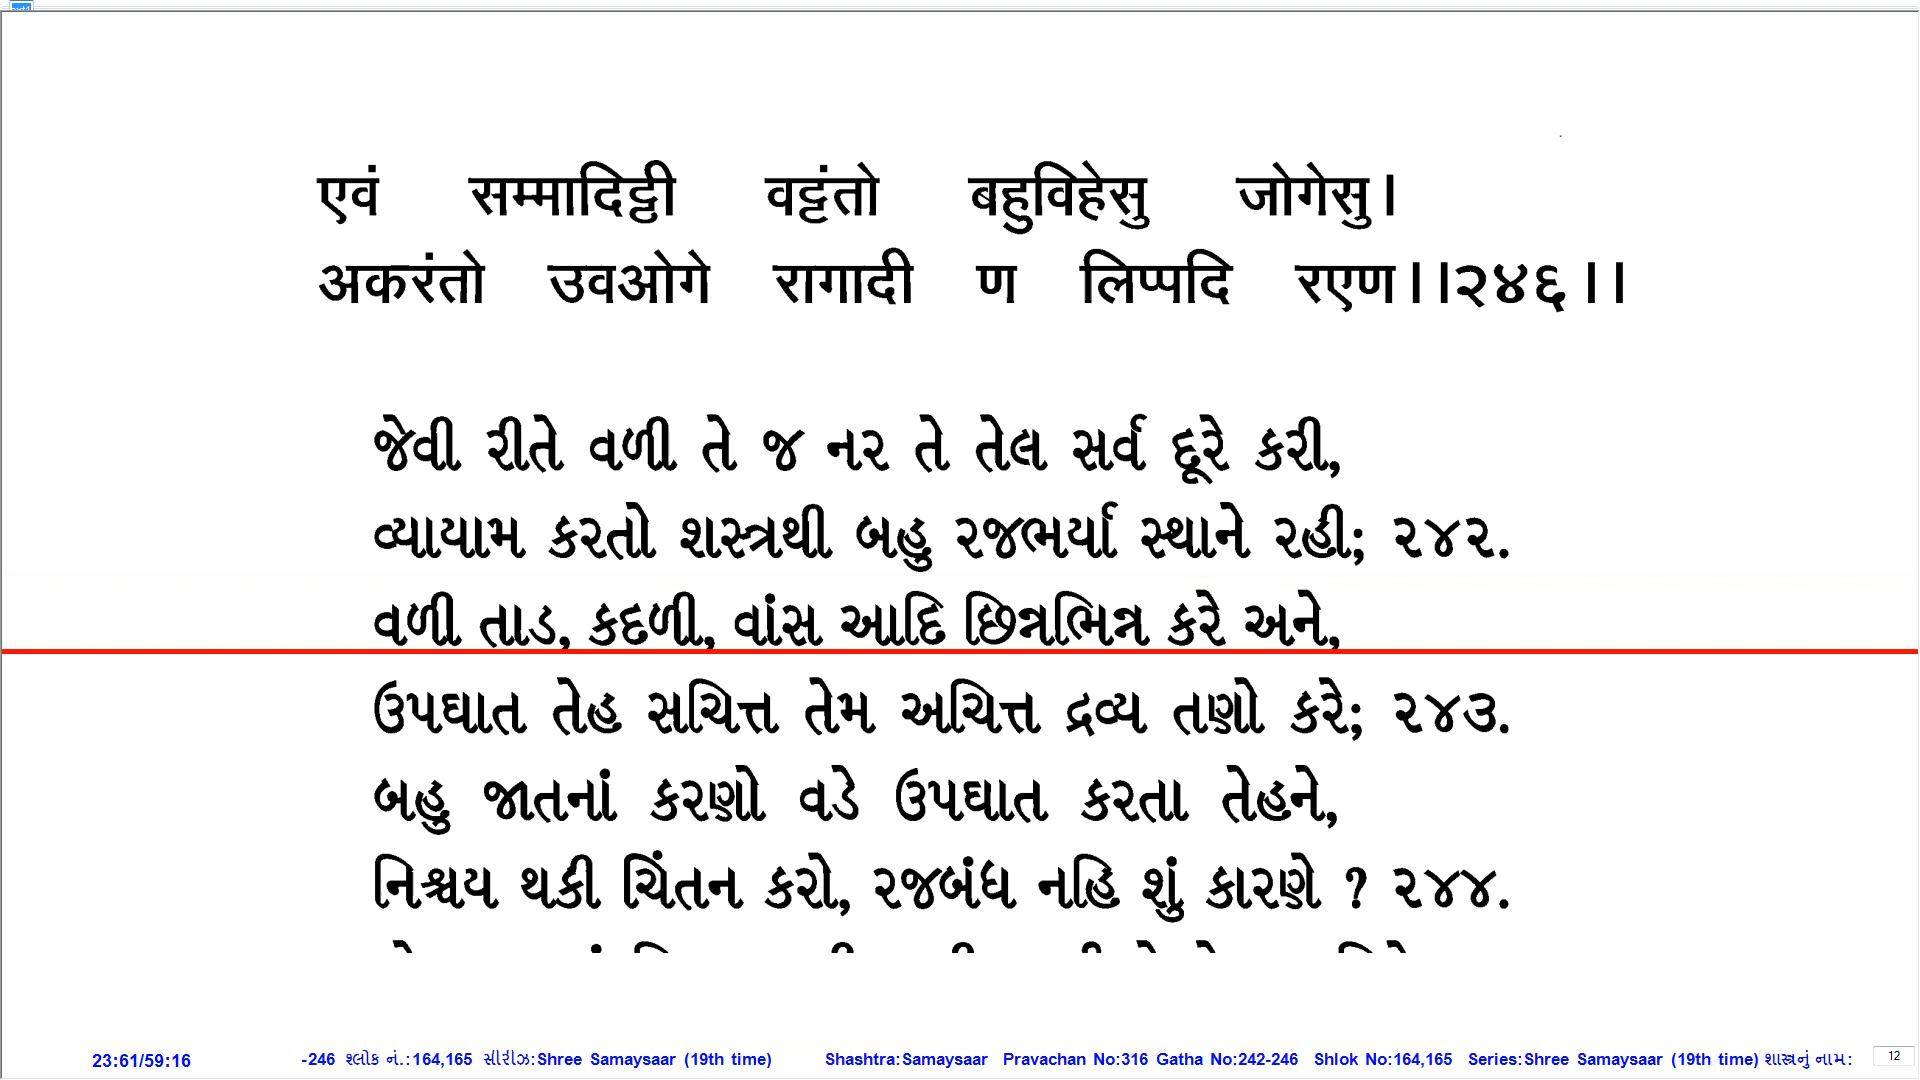 एवं सम्मादिट्ठी वट्टंतो बहुविहेसु जोगेसु।
अकरंतो उवओगे रागादी ण लिप्पदि रएण।।२४६।।
જેવી રીતે વળી તે જ નર તે તેલ સર્વ દૂરે કરી,
વ્યાયામ કરતો શસ્ત્રથી બહુ રજભર્યા સ્થાને રહી; ૨૪૨.
વળી તાડ, કદળી, વાંસ આદિ છિન્નભિન્ન કરે અને,
ઉપઘાત તેહ સચિત્ત તેમ અચિત્ત દ્રવ્ય તણો કરે; ૨૪૩.
બહુ જાતનાં કરણો વડે ઉપઘાત કરતા તેહને,
નિશ્ચય થકી ચિંતન કરો, રજબંધ નહિ શું કારણે ? ૨૪૪.
23:61/59:16 -246 શ્લોક નં.:164,165 સીરીઝ:Shree Samaysaar (19th time) Shashtra:Samaysaar Pravachan No:316 Gatha No:242-246 Shlok No:164,165 Series:Shree Samaysaar (19th time) શાસ્ત્રનું નામ: 12